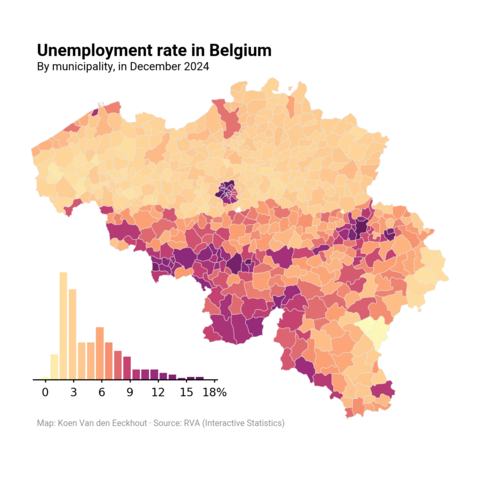 Unemployment rate in Belgium
By municipality, in December 2024
0 3 6 9 12 15 18%
Map: Koen Van den Eeckhout · Source: RVA (Interactive Statistics)